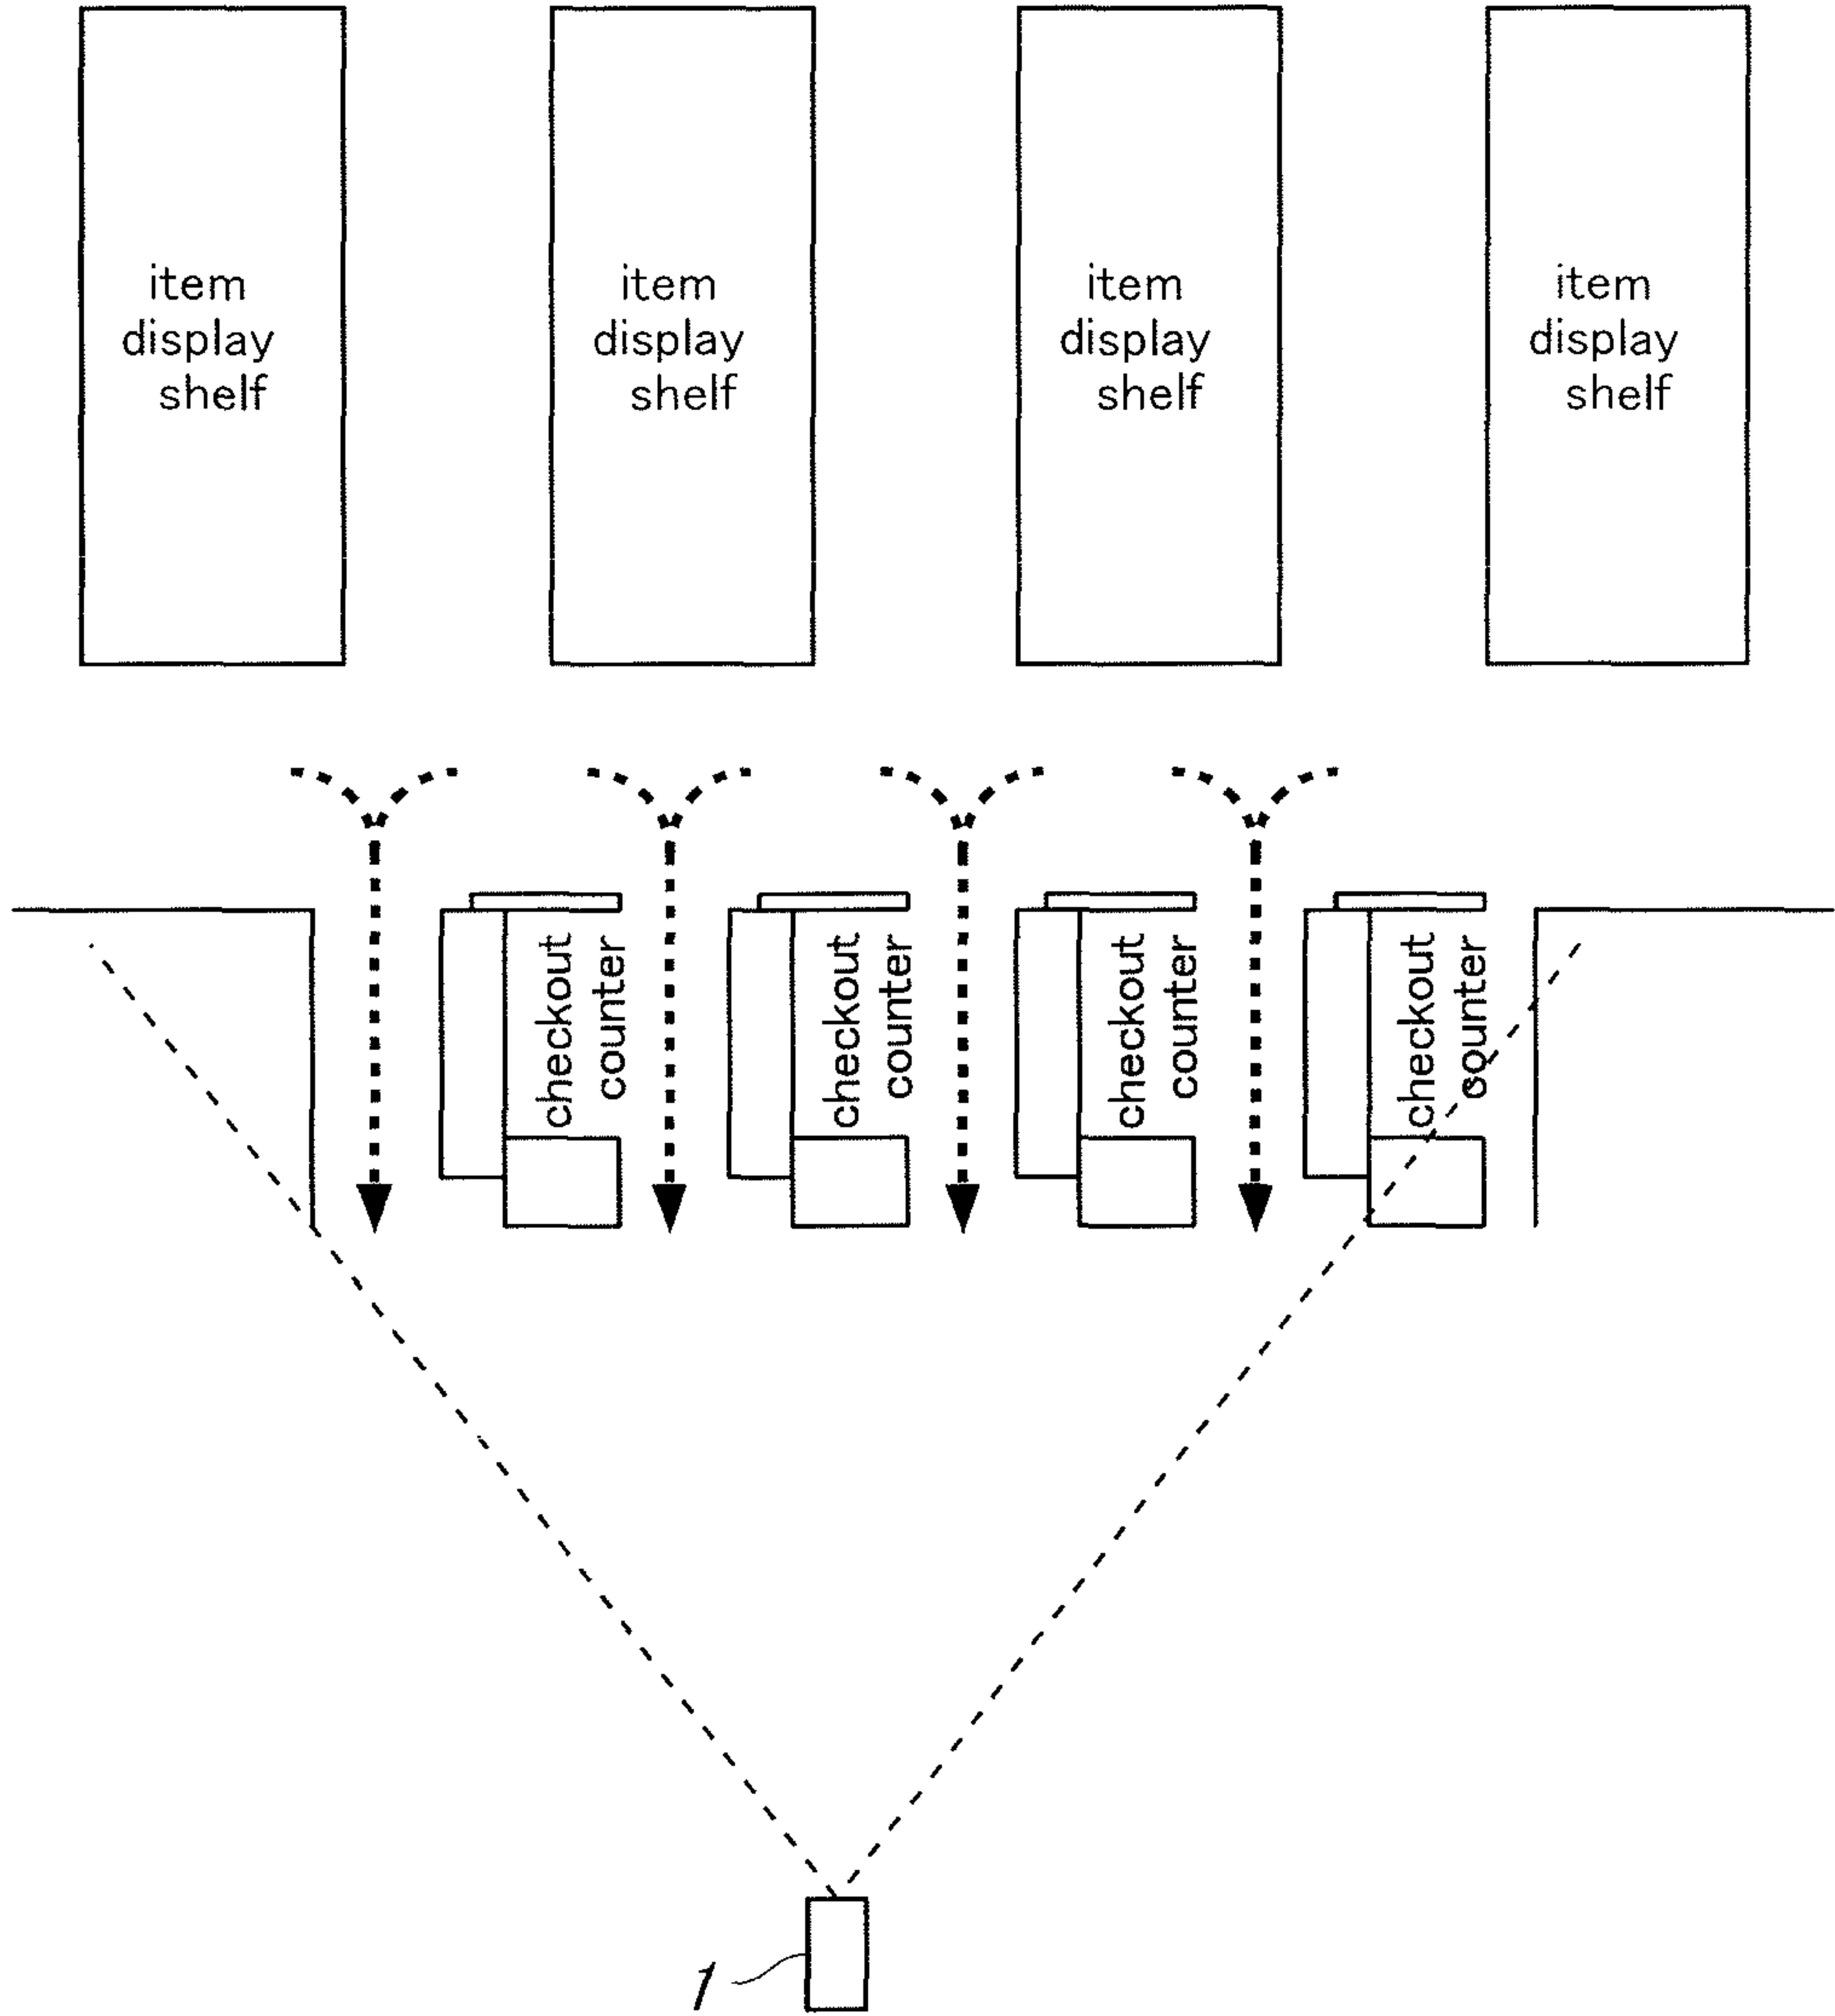 item
display
shelf
item
display
shelf
item
display
shelf
item
display
shelf
checkout
counter
checkout
counter
checkout
counter
checkout
counter
1